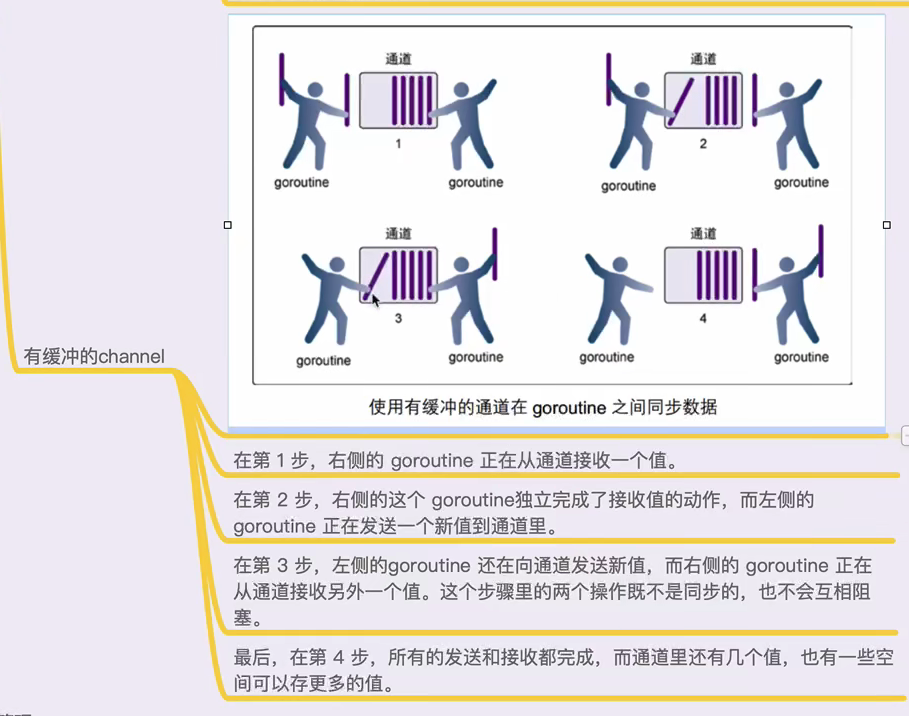 通道
通道
1
2
goroutine
goroutine
goroutine
goroutine
通道
通道
3
4
goroutine
goroutine
goroutine
goroutine
使用有缓冲的通道在 goroutine 之间同步数据
有缓冲的channel
在第 1 步，右侧的 goroutine 正在从通道接收一个值。
在第 2 步，右侧的这个 goroutine独立完成了接收值的动作，而左侧的
goroutine 正在发送一个新值到通道里。
在第 3 步，左侧的goroutine 还在向通道发送新值，而右侧的 goroutine 正在
从通道接收另外一个值。这个步骤里的两个操作既不是同步的，也不会互相阻
塞。
最后，在第 4 步，所有的发送和接收都完成，而通道里还有几个值，也有一些空
间可以存更多的值。